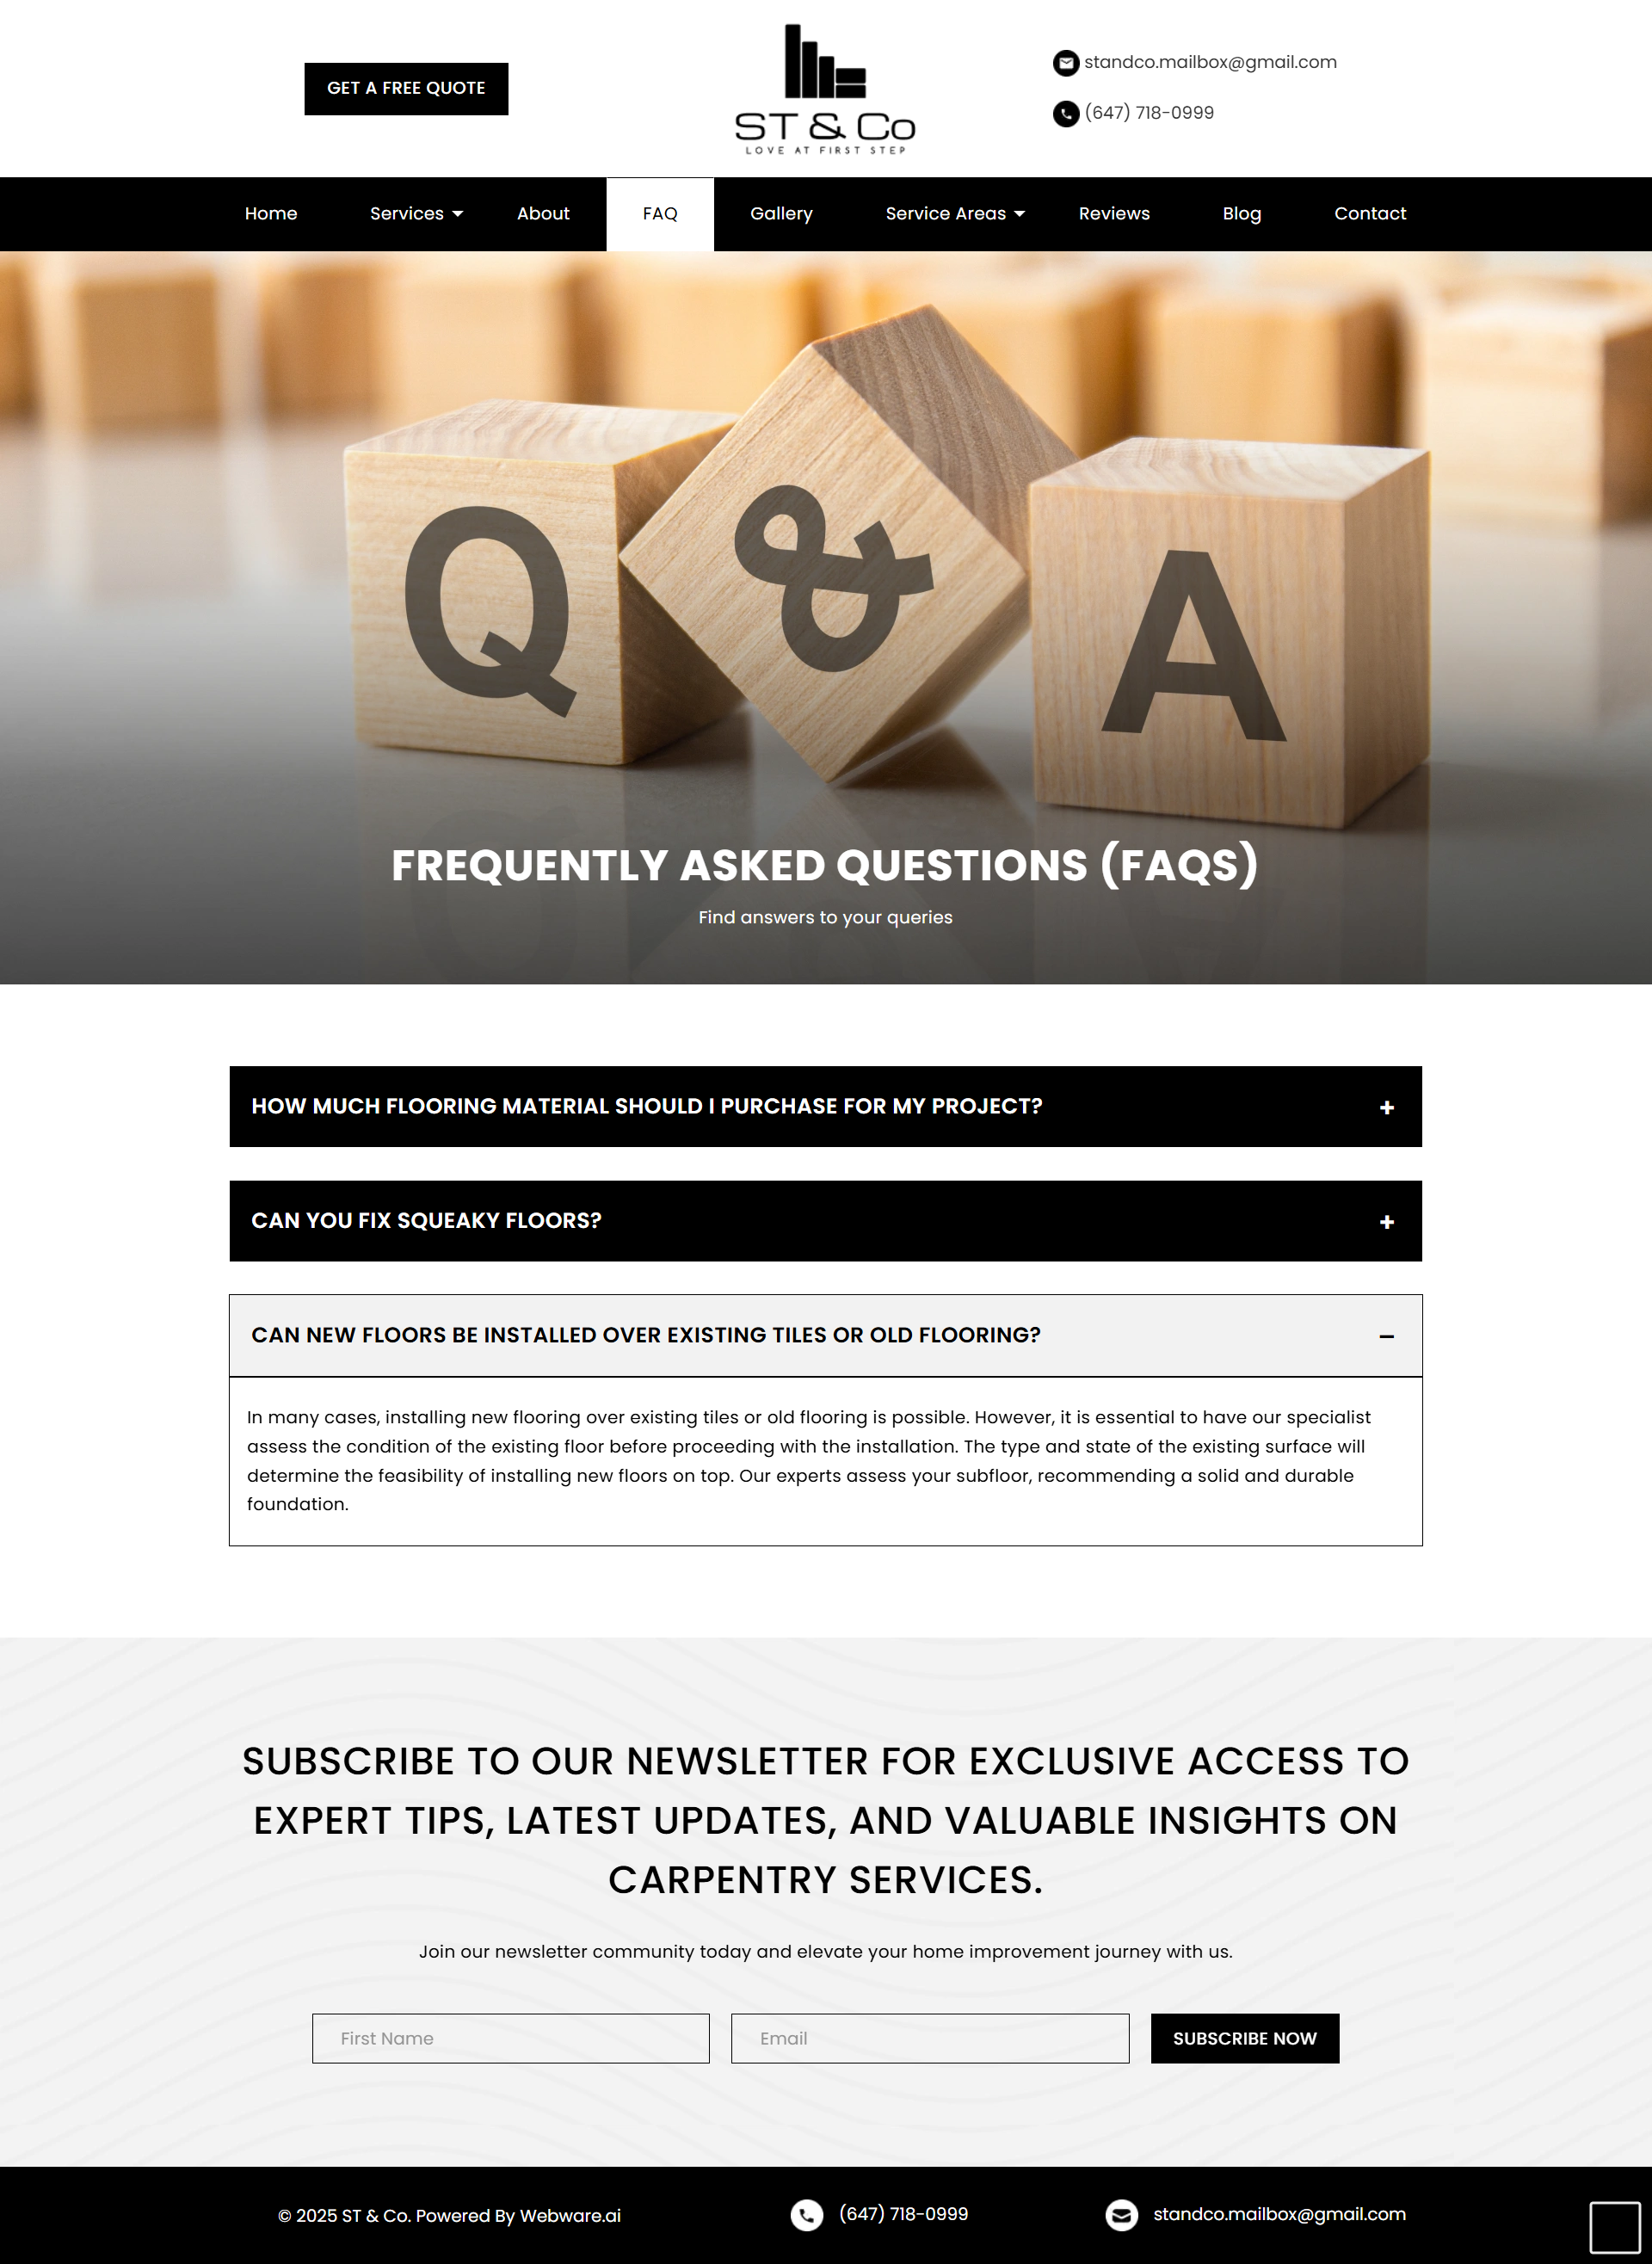 GET A FREE QUOTE
ST & Co
LOVE AT FIRST STEP
standco.mailbox@gmail.com
(647) 718-0999
Home Services About FAQ Gallery Service Areas Reviews Blog Contact
Q & A
FREQUENTLY ASKED QUESTIONS (FAQS)
Find answers to your queries
HOW MUCH FLOORING MATERIAL SHOULD I PURCHASE FOR MY PROJECT? +
CAN YOU FIX SQUEAKY FLOORS? +
CAN NEW FLOORS BE INSTALLED OVER EXISTING TILES OR OLD FLOORING? –
In many cases, installing new flooring over existing tiles or old flooring is possible. However, it is essential to have our specialist
assess the condition of the existing floor before proceeding with the installation. The type and state of the existing surface will
determine the feasibility of installing new floors on top. Our experts assess your subfloor, recommending a solid and durable
foundation.
SUBSCRIBE TO OUR NEWSLETTER FOR EXCLUSIVE ACCESS TO
EXPERT TIPS, LATEST UPDATES, AND VALUABLE INSIGHTS ON
CARPENTRY SERVICES.
Join our newsletter community today and elevate your home improvement journey with us.
First Name Email SUBSCRIBE NOW
© 2025 ST & Co. Powered By Webware.ai (647) 718-0999 standco.mailbox@gmail.com